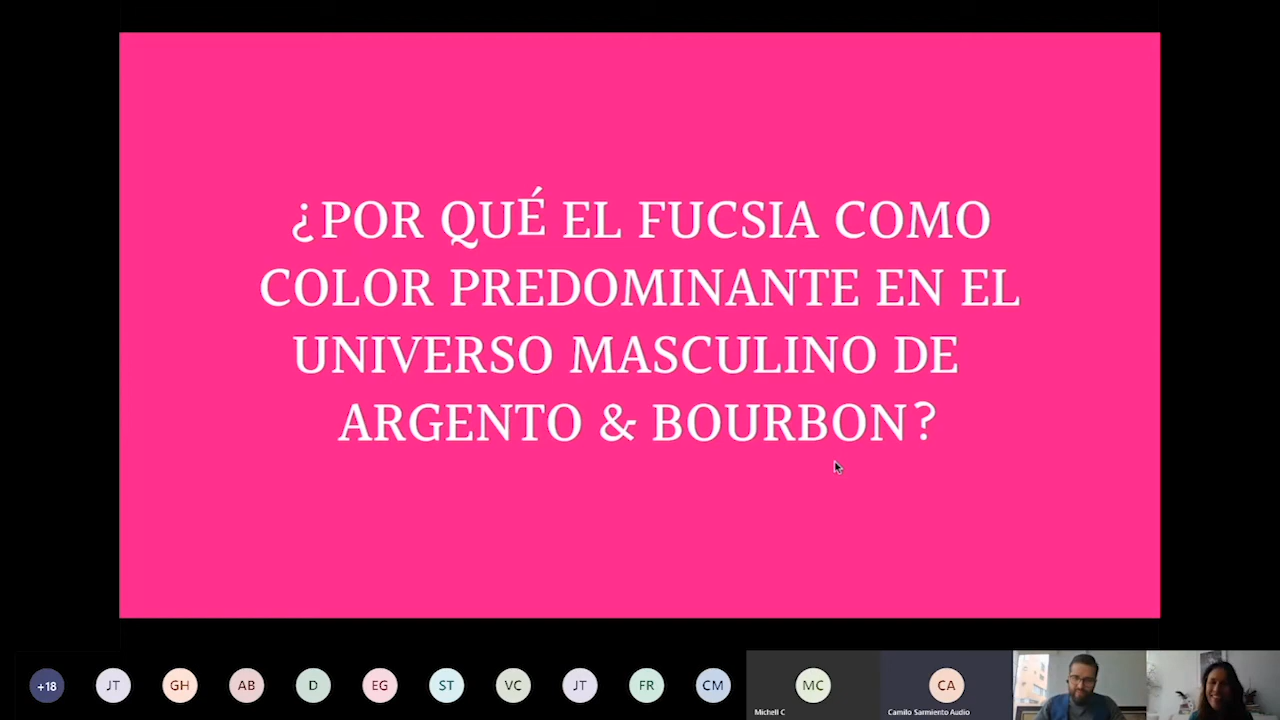 ¿POR QUÉ EL FUCSIA COMO
COLOR PREDOMINANTE EN EL
UNIVERSO MASCULINO DE
ARGENTO & BOURBON?
+18
JT
GH
AB
D
EG
ST
VC
JT
FR
CM
MC
CA
Michell C
Camilo Sarmiento Audio